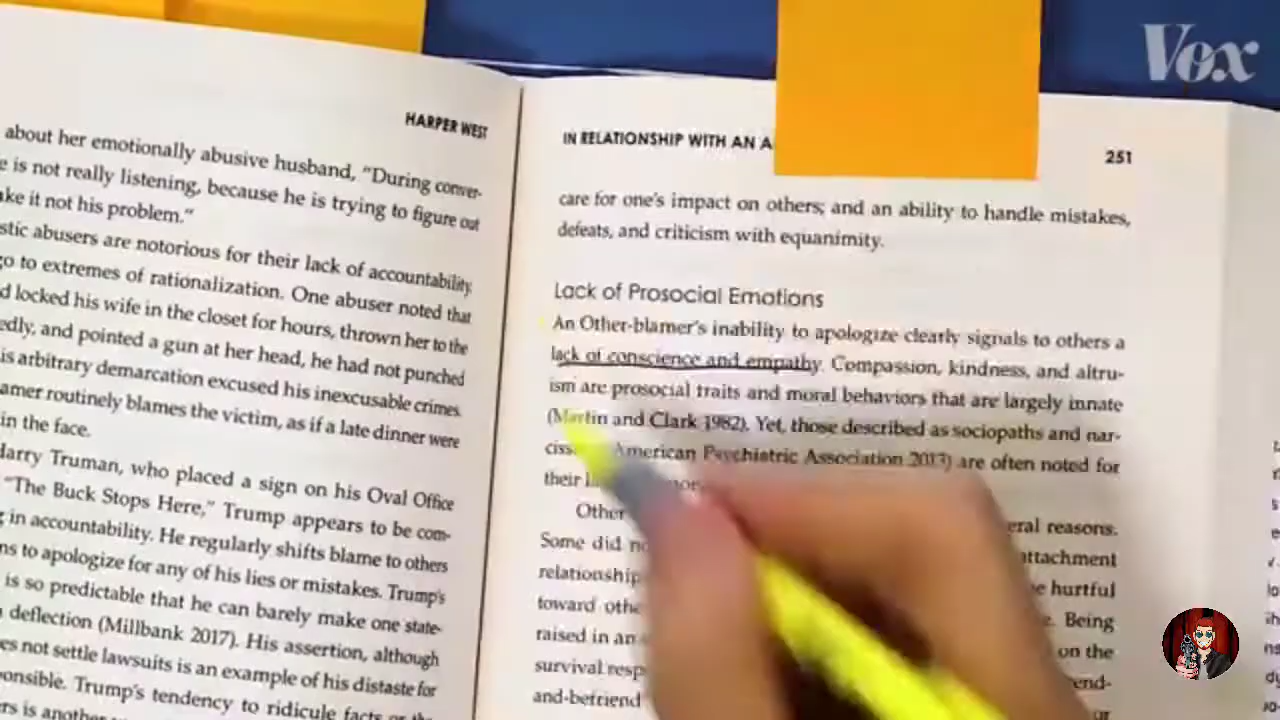 Vox
HARPER WEST
about her emotionally abusive husband, "During conver-
e is not really listening, because he is trying to figure out
ake it not his problem."
stic abusers are notorious for their lack of accountability
go to extremes of rationalization. One abuser noted that
d locked his wife in the closet for hours, thrown her to the
edly, and pointed a gun at her head, he had not punched
is arbitrary demarcation excused his inexcusable crimes.
amer routinely blames the victim, as if a late dinner were
in the face.
Harry Truman, who placed a sign on his Oval Office
"The Buck Stops Here," Trump appears to be com-
g in accountability. He regularly shifts blame to others
ns to apologize for any of his lies or mistakes. Trump's
is so predictable that he can barely make one state-
deflection (Millbank 2017). His assertion, although
es not settle lawsuits is an example of his distaste for
onsible. Trump's tendency to ridicule facts or the
rs is another
IN RELATIONSHIP WITH AN A
251
care for one's impact on others; and an ability to handle mistakes,
defeats, and criticism with equanimity.
Lack of Prosocial Emotions
An Other-blamer's inability to apologize clearly signals to others a
lack of conscience and empathy. Compassion, kindness, and altru-
ism are prosocial traits and moral behaviors that are largely innate
(Martin and Clark 1982). Yet, those described as sociopaths and nar-
ciss American Psychiatric Association 2013) are often noted for
their
Other eral reasons.
Some did no attachment
relationship e hurtful
toward othe Being
raised in an on the
survival resp end-
and-befriend or